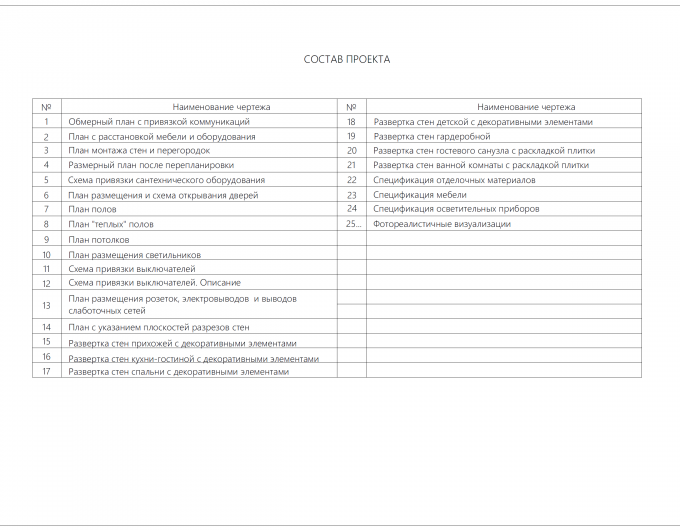 СОСТАВ ПРОЕКТА
№ Наименование чертежа
1 Обмерный план с привязкой коммуникаций
2 План с расстановкой мебели и оборудования
3 План монтажа стен и перегородок
4 Размерный план после перепланировки
5 Схема привязки сантехнического оборудования
6 План размещения и схема открывания дверей
7 План полов
8 План "теплых" полов
9 План потолков
10 План размещения светильников
11 Схема привязки выключателей
12 Схема привязки выключателей. Описание
13 План размещения розеток, электровыводов и выводов
слаботочных сетей
14 План с указанием плоскостей разрезов стен
15 Развертка стен прихожей с декоративными элементами
16 Развертка стен кухни-гостиной с декоративными элементами
17 Развертка стен спальни с декоративными элементами
№ Наименование чертежа
18 Развертка стен детской с декоративными элементами
19 Развертка стен гардеробной
20 Развертка стен гостевого санузла с раскладкой плитки
21 Развертка стен ванной комнаты с раскладкой плитки
22 Спецификация отделочных материалов
23 Спецификация мебели
24 Спецификация осветительных приборов
25... Фотореалистичные визуализации